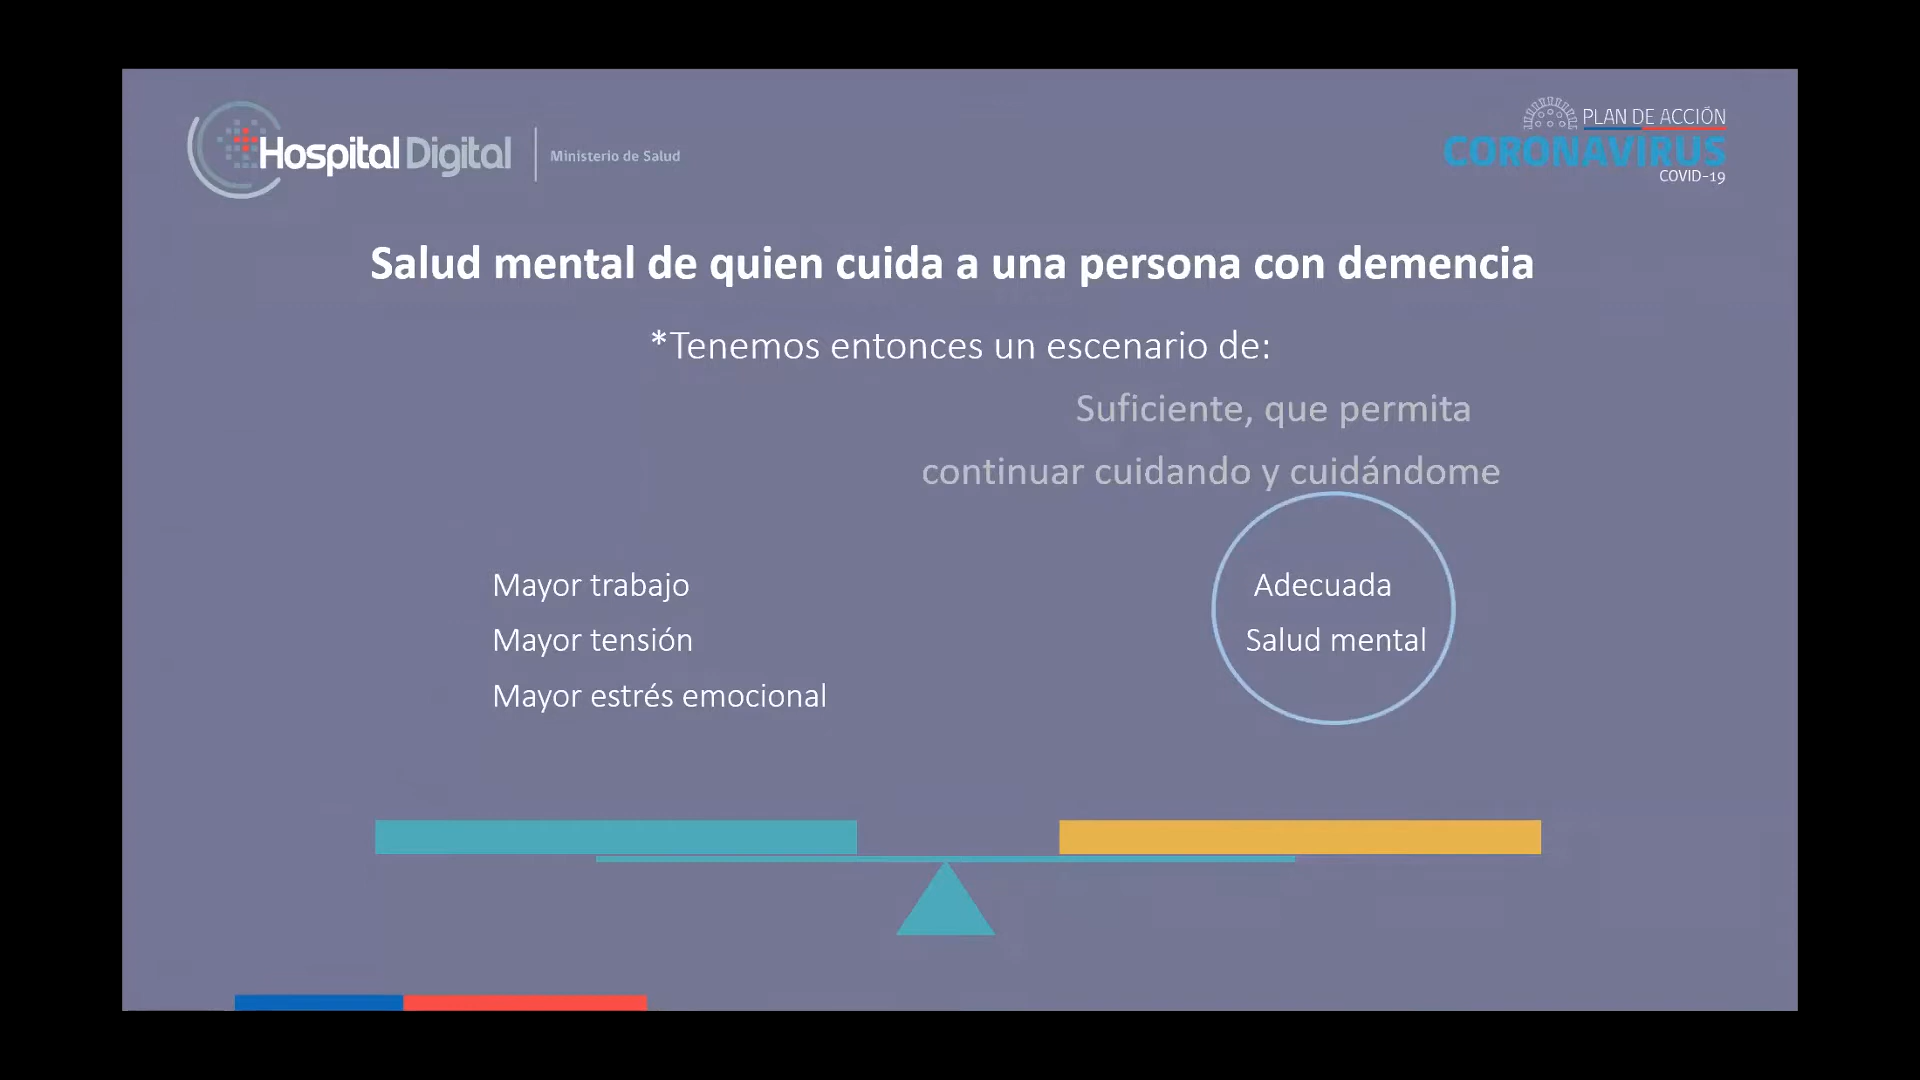 Hospital Digital
Ministerio de Salud
PLAN DE ACCIÓN
CORONAVIRUS
COVID-19
Salud mental de quien cuida a una persona con demencia
*Tenemos entonces un escenario de:
Suficiente, que permita
continuar cuidando y cuidándome
Mayor trabajo
Mayor tensión
Mayor estrés emocional
Adecuada
Salud mental